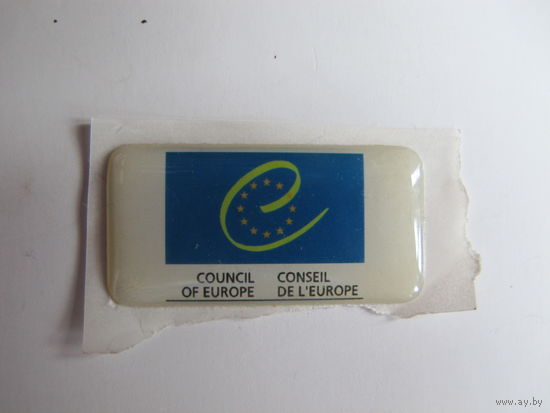 COUNCIL CONSEIL
OF EUROPE DE L'EUROPE
www.ay.by